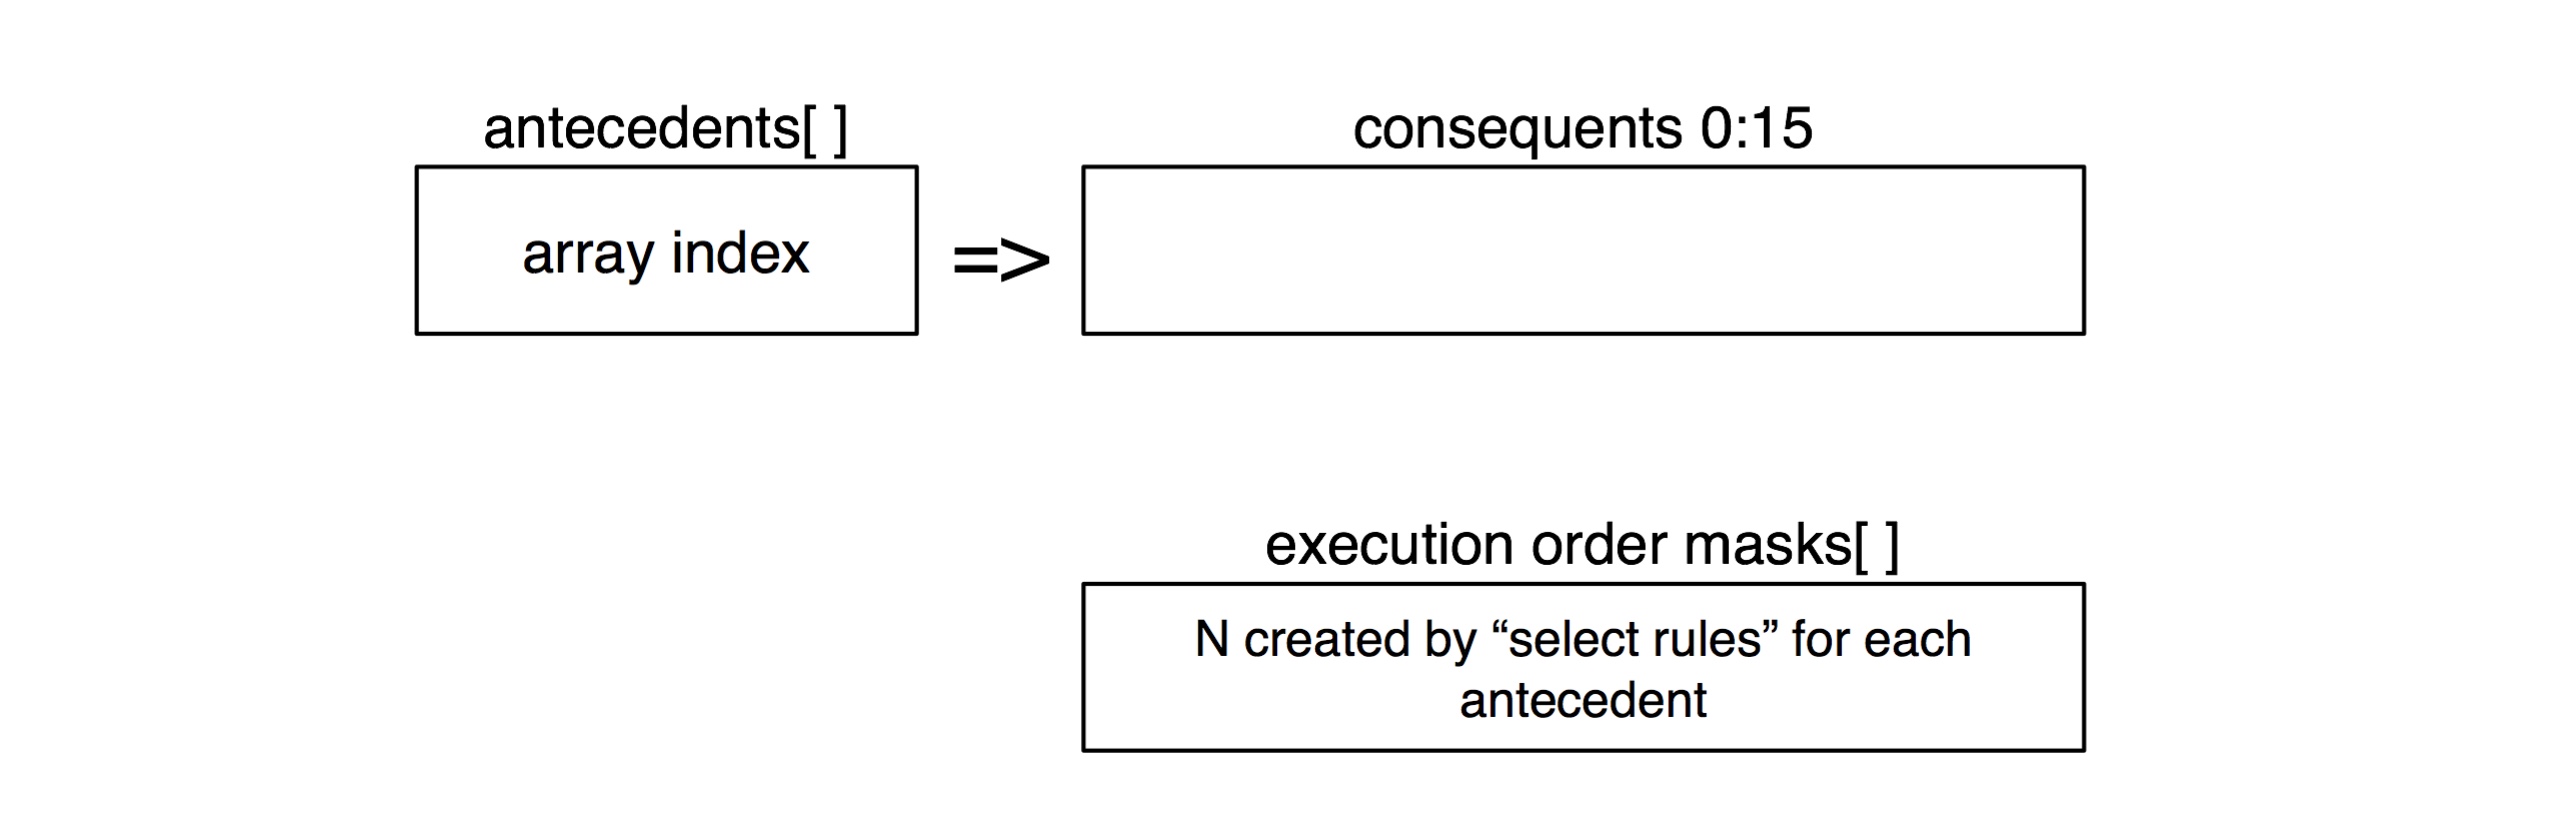 antecedents[ ]
consequents 0:15
array index
=>
execution order masks[ ]
N created by “select rules” for each
antecedent